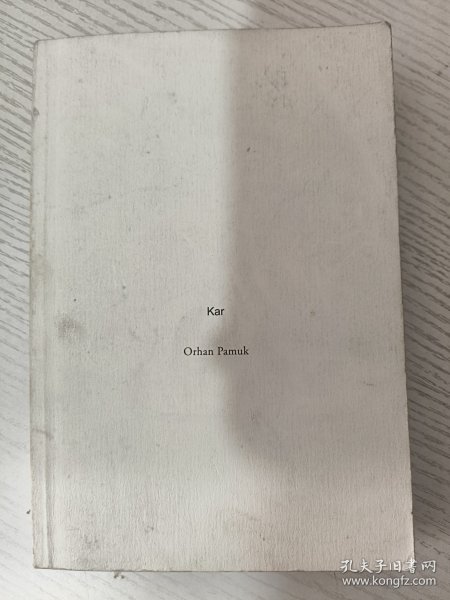 Kar
Orhan Pamuk
孔夫子旧书网
www.kongfz.com